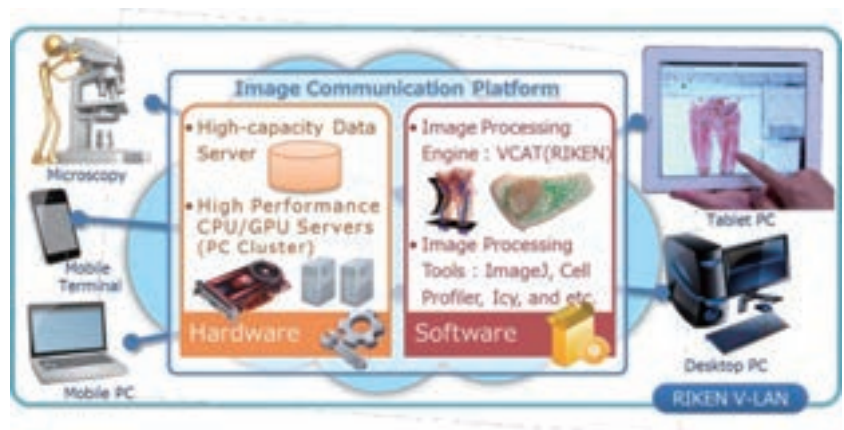 Image Communication Platform
Microscopy
Mobile
Terminal
Mobile PC
• High-capacity Data
Server
• High Performance
CPU/GPU Servers
(PC Cluster)
Hardware
• Image Processing
Engine : VCAT(RIKEN)
• Image Processing
Tools : ImageJ, Cell
Profiler, Icy, and etc.
Software
Tablet PC
Desktop PC
RIKEN V-LAN